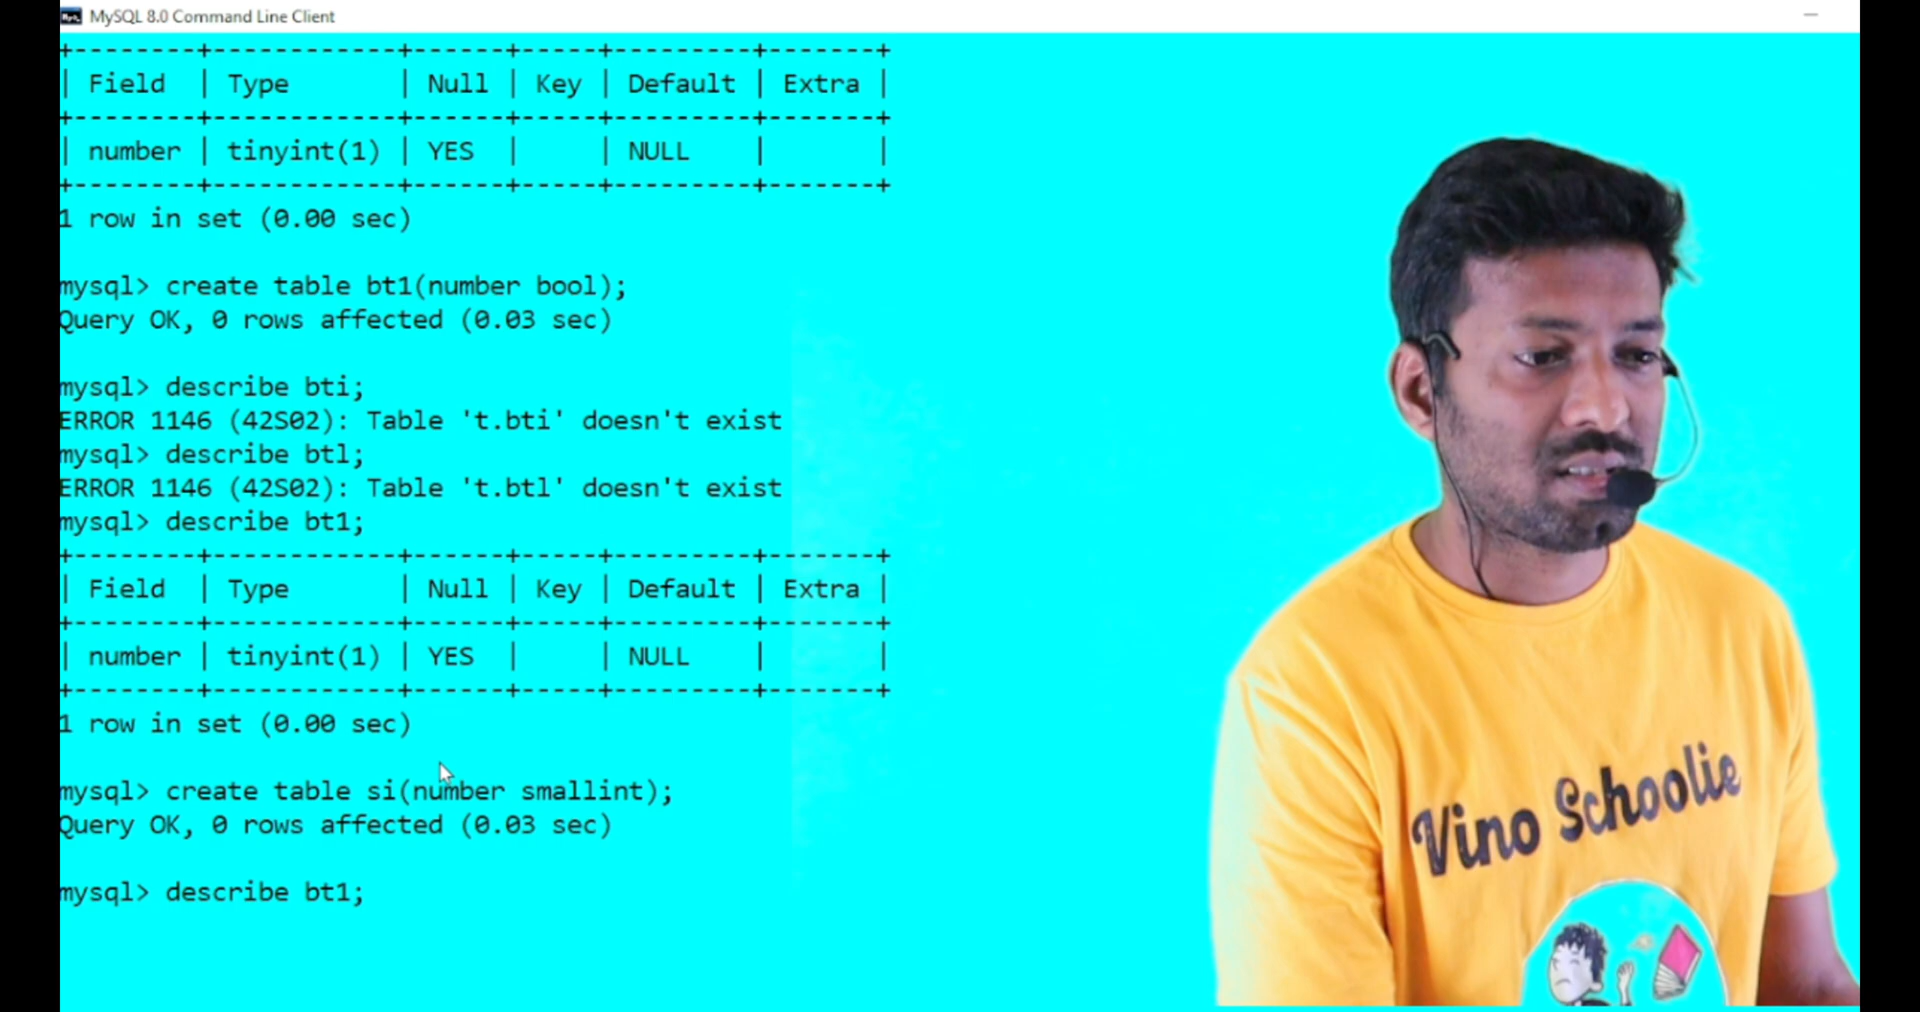 MySQL 8.0 Command Line Client
+--------+------------+------+-----+---------+-------+
| Field  | Type       | Null | Key | Default | Extra |
+--------+------------+------+-----+---------+-------+
| number | tinyint(1) | YES  |     | NULL    |       |
+--------+------------+------+-----+---------+-------+
1 row in set (0.00 sec)
mysql> create table bt1(number bool);
Query OK, 0 rows affected (0.03 sec)
mysql> describe bti;
ERROR 1146 (42S02): Table 't.bti' doesn't exist
mysql> describe btl;
ERROR 1146 (42S02): Table 't.btl' doesn't exist
mysql> describe bt1;
+--------+------------+------+-----+---------+-------+
| Field  | Type       | Null | Key | Default | Extra |
+--------+------------+------+-----+---------+-------+
| number | tinyint(1) | YES  |     | NULL    |       |
+--------+------------+------+-----+---------+-------+
1 row in set (0.00 sec)
mysql> create table si(number smallint);
Query OK, 0 rows affected (0.03 sec)
mysql> describe bt1;
Vino Schoolie